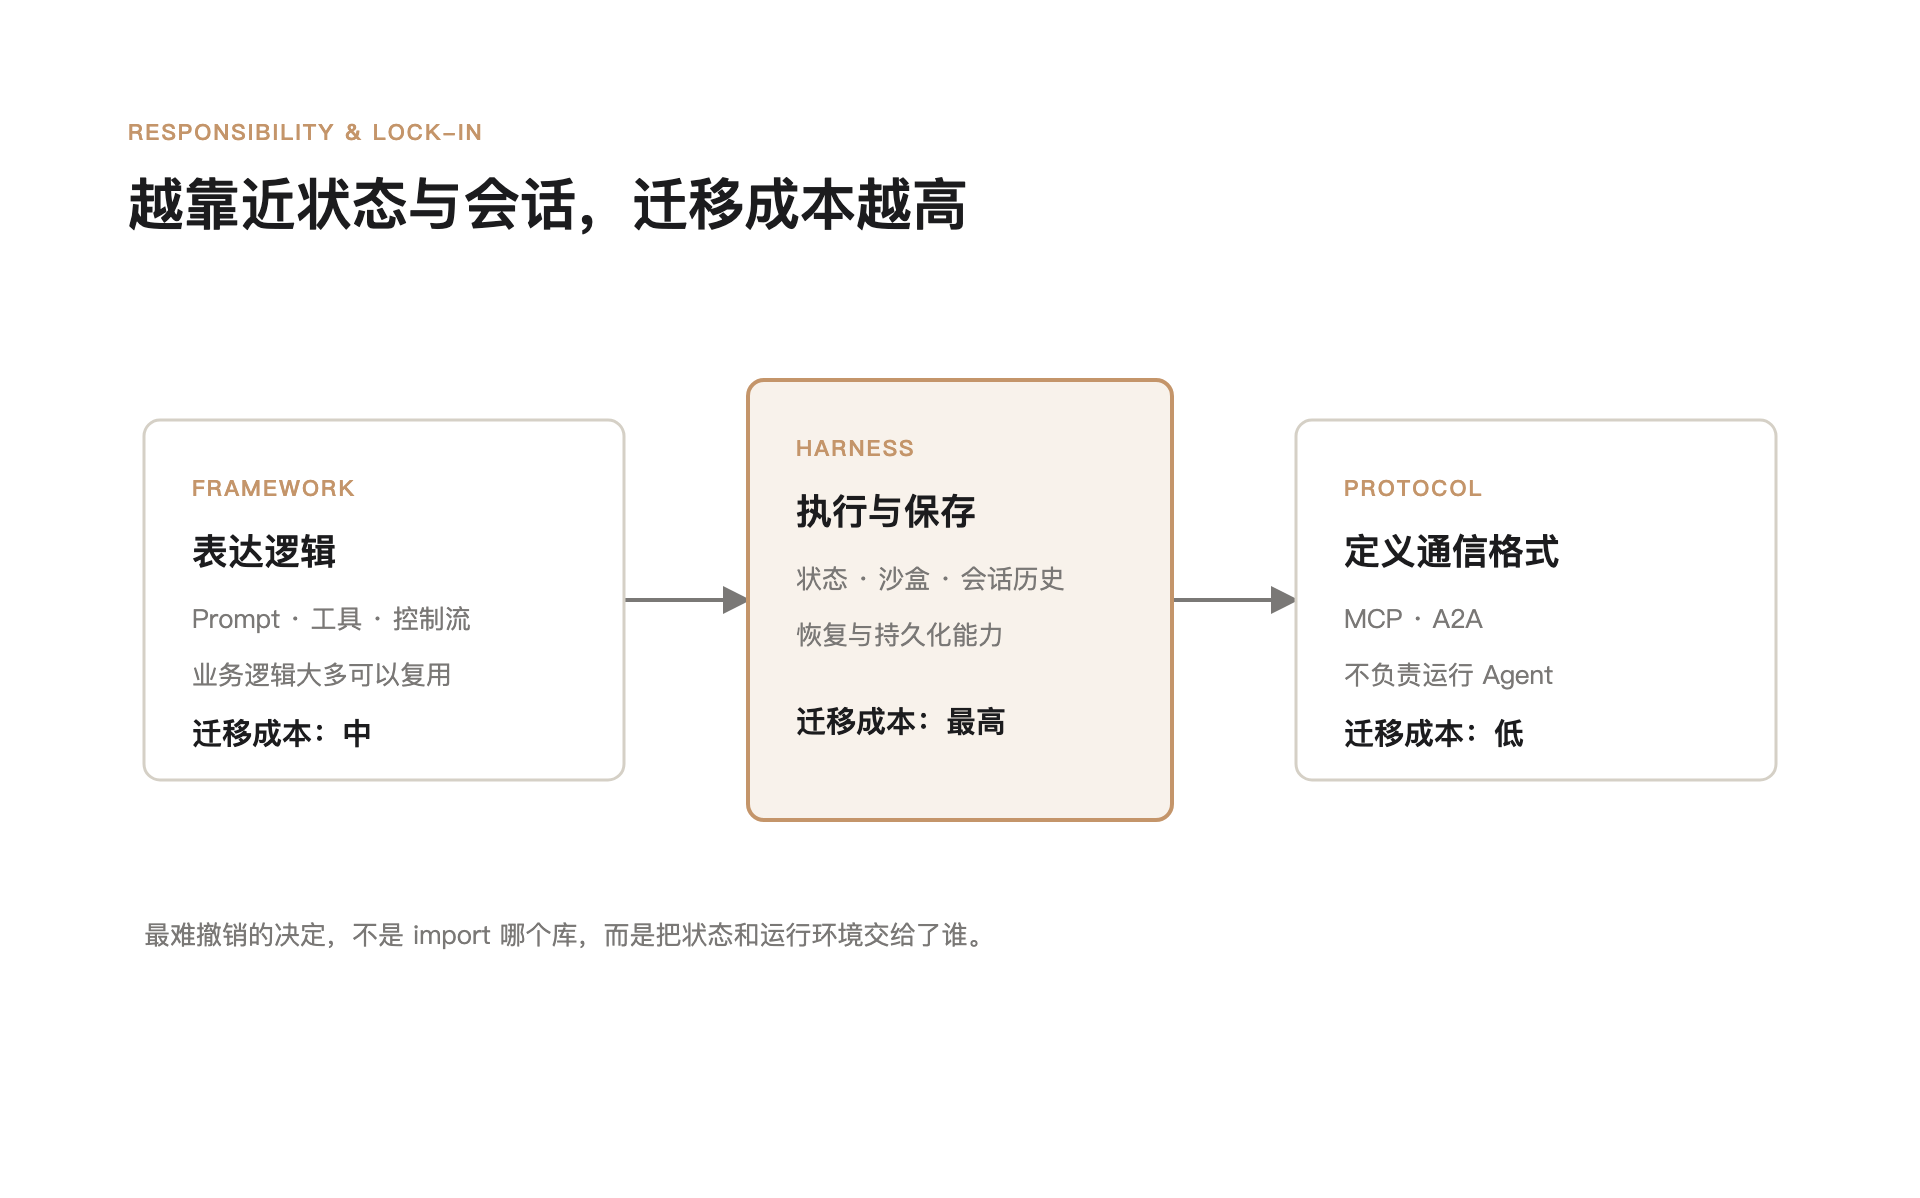 RESPONSIBILITY & LOCK–IN
越靠近状态与会话，迁移成本越高
FRAMEWORK
表达逻辑
Prompt · 工具 · 控制流
业务逻辑大多可以复用
迁移成本：中
HARNESS
执行与保存
状态 · 沙盒 · 会话历史
恢复与持久化能力
迁移成本：最高
PROTOCOL
定义通信格式
MCP · A2A
不负责运行 Agent
迁移成本：低
最难撤销的决定，不是 import 哪个库，而是把状态和运行环境交给了谁。